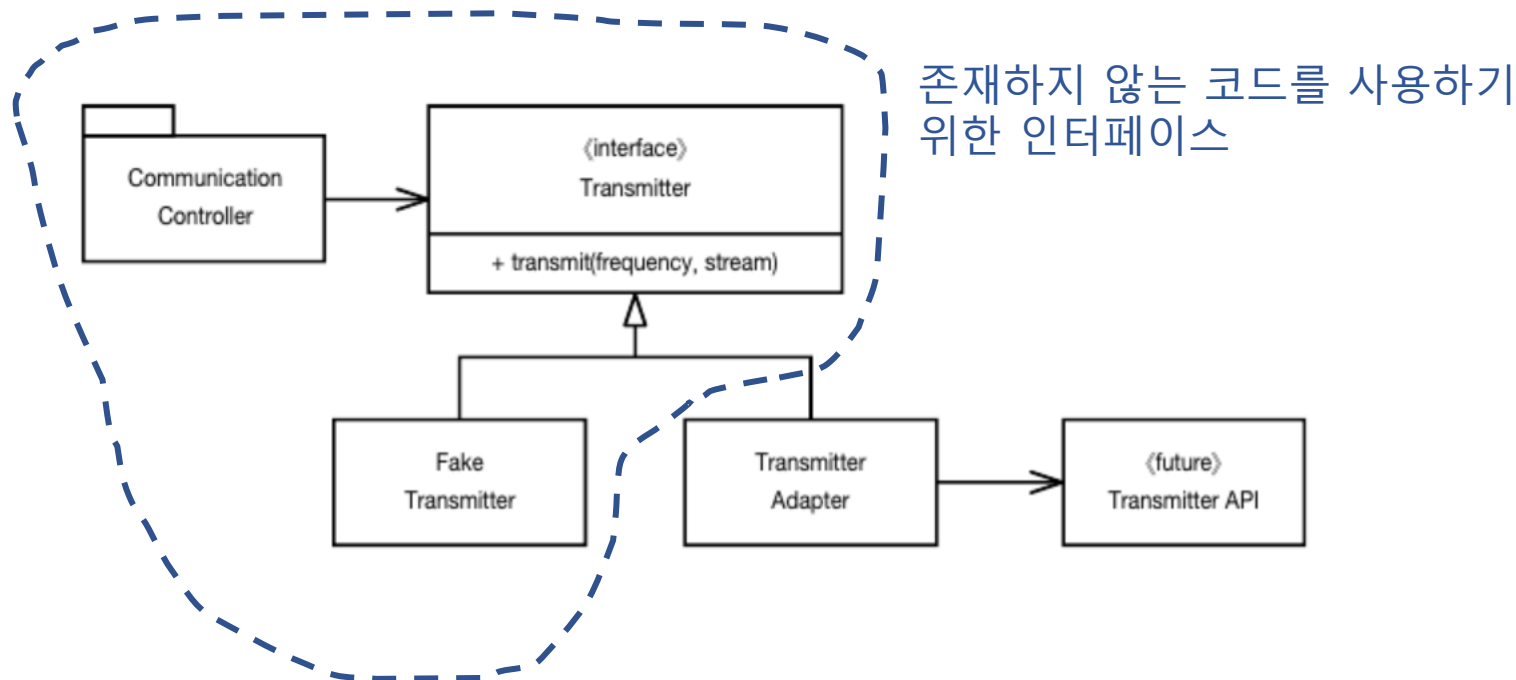 존재하지 않는 코드를 사용하기
위한 인터페이스
Communication
Controller
《interface》
Transmitter
+ transmit(frequency, stream)
Fake
Transmitter
Transmitter
Adapter
《future》
Transmitter API